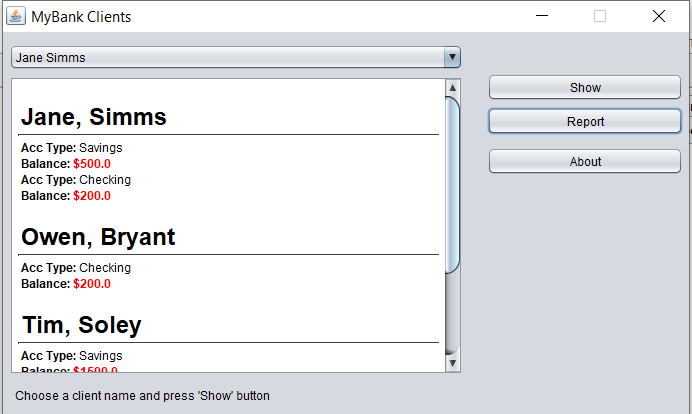 MyBank Clients
Jane Simms
Show
Report
About
Jane, Simms
Acc Type: Savings
Balance: $500.0
Acc Type: Checking
Balance: $200.0
Owen, Bryant
Acc Type: Checking
Balance: $200.0
Tim, Soley
Acc Type: Savings
Balance: $1500.0
Choose a client name and press 'Show' button